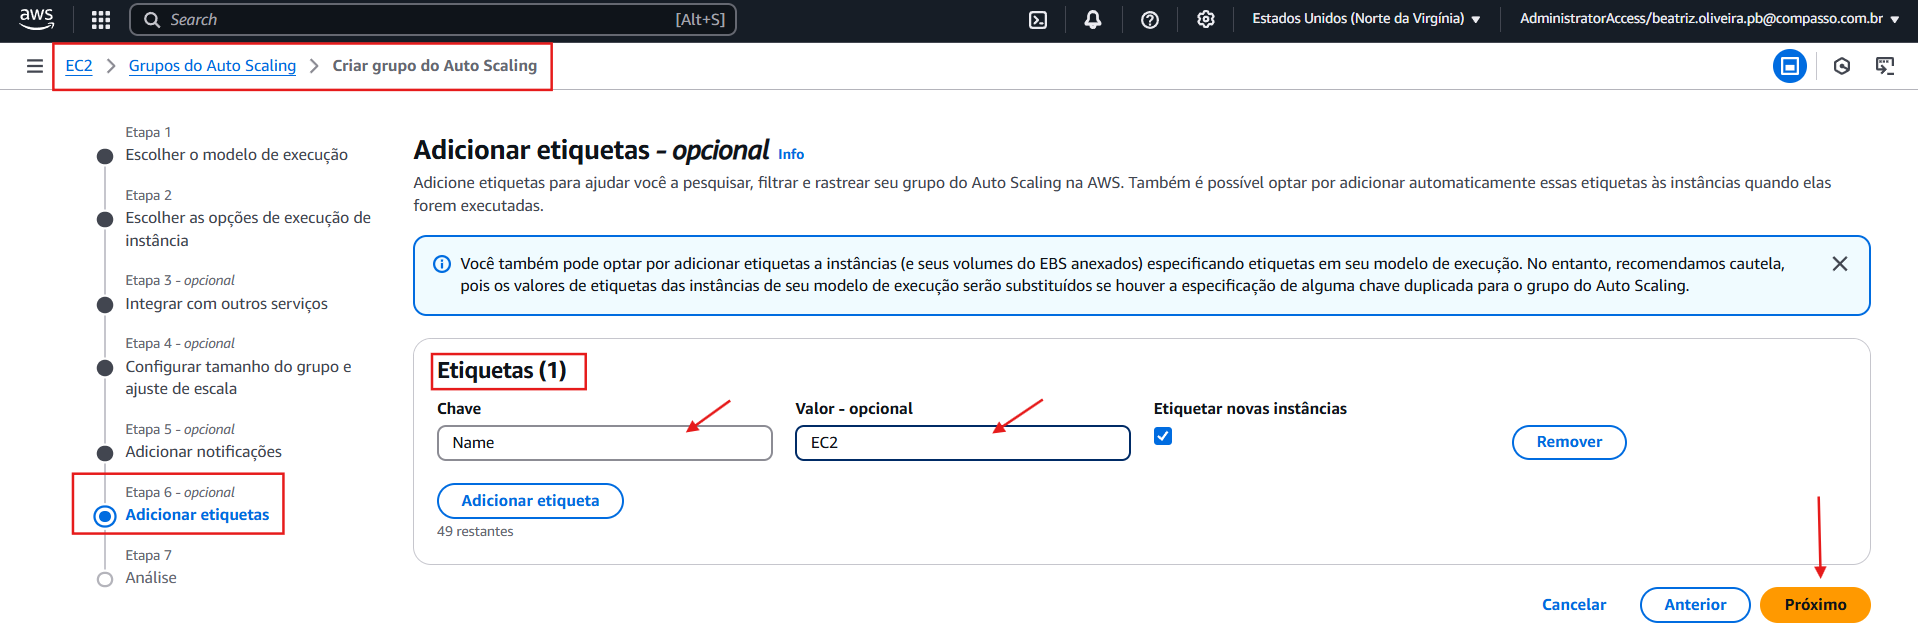 aws
Search
[Alt+S]
Estados Unidos (Norte da Virgínia)
AdministratorAccess/beatriz.oliveira.pb@compasso.com.br
EC2 > Grupos do Auto Scaling > Criar grupo do Auto Scaling
Etapa 1
Escolher o modelo de execução
Etapa 2
Escolher as opções de execução de
instância
Etapa 3 - opcional
Integrar com outros serviços
Etapa 4 - opcional
Configurar tamanho do grupo e
ajuste de escala
Etapa 5 - opcional
Adicionar notificações
Etapa 6 - opcional
Adicionar etiquetas
Etapa 7
Análise
Adicionar etiquetas - opcional Info
Adicione etiquetas para ajudar você a pesquisar, filtrar e rastrear seu grupo do Auto Scaling na AWS. Também é possível optar por adicionar automaticamente essas etiquetas às instâncias quando elas
forem executadas.
Você também pode optar por adicionar etiquetas a instâncias (e seus volumes do EBS anexados) especificando etiquetas em seu modelo de execução. No entanto, recomendamos cautela,
pois os valores de etiquetas das instâncias de seu modelo de execução serão substituídos se houver a especificação de alguma chave duplicada para o grupo do Auto Scaling.
Etiquetas (1)
Chave
Valor - opcional
Etiquetar novas instâncias
Name
EC2
Remover
Adicionar etiqueta
49 restantes
Cancelar
Anterior
Próximo